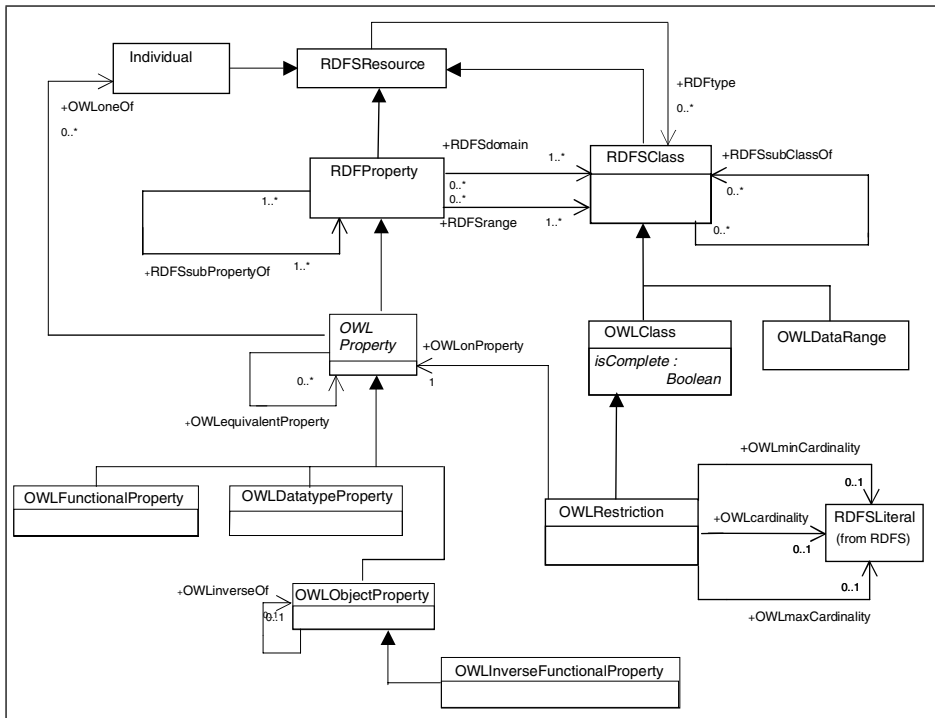 Individual
RDFSResource
+OWLoneOf
0..*
+RDFtype
0..*
+RDFSdomain
1..*
RDFProperty
RDFSClass
+RDFSsubClassOf
0..*
0..*
0..*
1..*
+RDFSrange
1..*
0..*
+RDFSsubPropertyOf
1..*
OWL
Property
+OWLonProperty
1
0..*
+OWLequivalentProperty
OWLClass
isComplete :
Boolean
OWLDataRange
OWLFunctionalProperty
OWLDatatypeProperty
OWLRestriction
+OWLminCardinality
0..1
+OWLcardinality
0..1
RDFSLiteral
(from RDFS)
0..1
+OWLmaxCardinality
+OWLinverseOf
0..1
OWLObjectProperty
OWLInverseFunctionalProperty